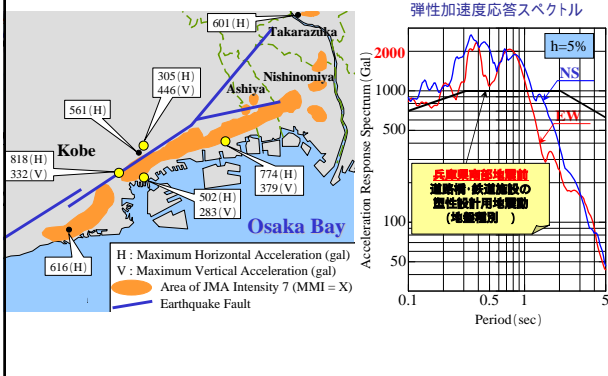 601(H)
Takarazuka
Nishinomiya
305(H)
446(V)
Ashiya
561(H)
Kobe
818(H)
332(V)
774(H)
379(V)
502(H)
283(V)
Osaka Bay
616(H)
H : Maximum Horizontal Acceleration (gal)
V : Maximum Vertical Acceleration (gal)
Area of JMA Intensity 7 (MMI = X)
Earthquake Fault
弾性加速度応答スペクトル
Acceleration Response Spectrum (Gal)
2000
1000
500
100
50
h=5%
NS
EW
兵庫県南部地震前
道路橋・鉄道施設の
塑性設計用地震動
(地盤種別 )
0.1
0.5
1
5
Period(sec)